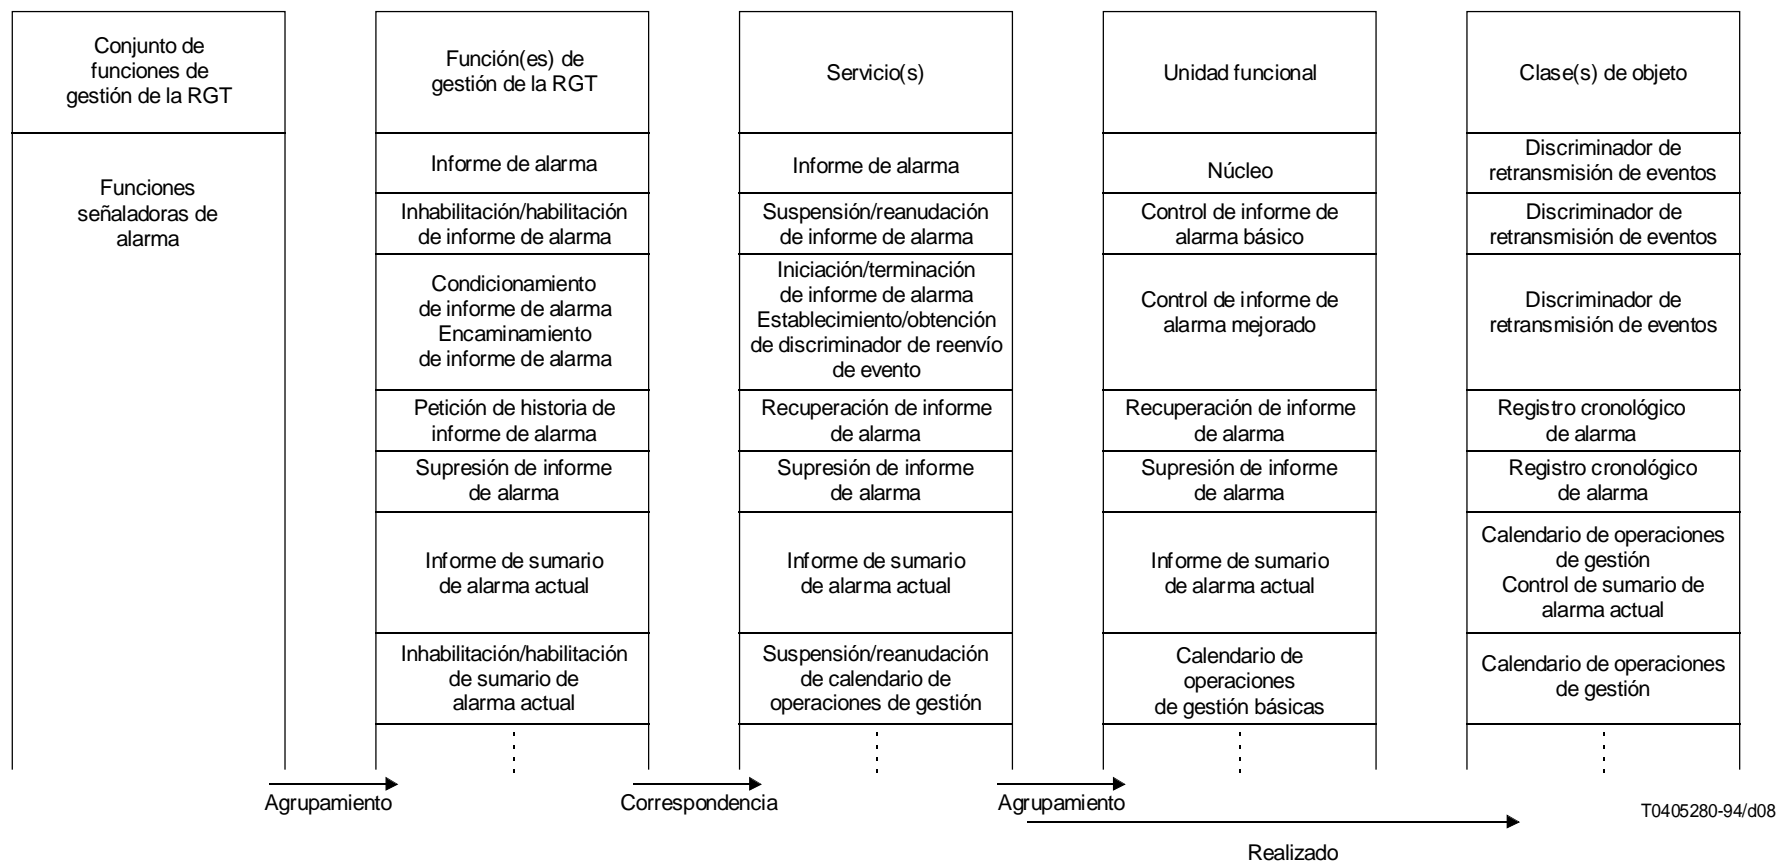 Conjunto de
funciones de
gestión de la RGT
Función(es) de
gestión de la RGT
Servicio(s)
Unidad funcional
Clase(s) de objeto
Funciones
señaladoras de
alarma
Informe de alarma
Informe de alarma
Núcleo
Discriminador de
retransmisión de eventos
Inhabilitación/habilitación
de informe de alarma
Suspensión/reanudación
de informe de alarma
Control de informe de
alarma básico
Discriminador de
retransmisión de eventos
Condicionamiento
de informe de alarma
Encaminamiento
de informe de alarma
Iniciación/terminación
de informe de alarma
Establecimiento/obtención
de discriminador de reenvío
de evento
Control de informe de
alarma mejorado
Discriminador de
retransmisión de eventos
Petición de historia de
informe de alarma
Recuperación de informe
de alarma
Recuperación de informe
de alarma
Registro cronológico
de alarma
Supresión de informe
de alarma
Supresión de informe
de alarma
Supresión de informe
de alarma
Registro cronológico
de alarma
Informe de sumario
de alarma actual
Informe de sumario
de alarma actual
Informe de sumario
de alarma actual
Calendario de operaciones
de gestión
Control de sumario de
alarma actual
Inhabilitación/habilitación
de sumario de
alarma actual
Suspensión/reanudación
de calendario de
operaciones de gestión
Calendario de
operaciones
de gestión básicas
Calendario de operaciones
de gestión
Agrupamiento
Correspondencia
Agrupamiento
T0405280-94/d08
Realizado